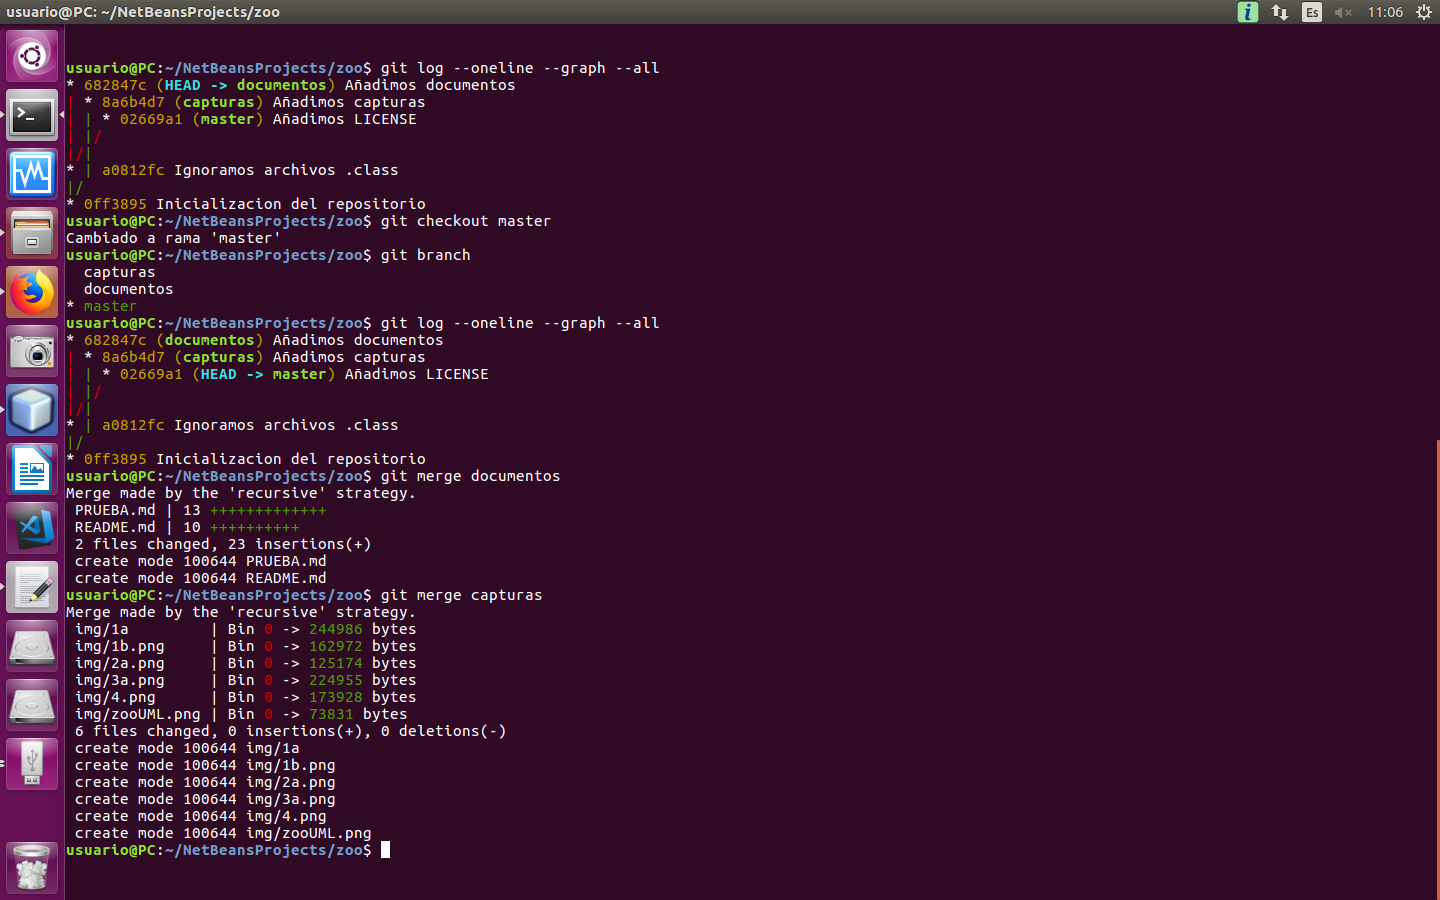 usuario@PC: ~/NetBeansProjects/zoo
Es
11:06
usuario@PC:~/NetBeansProjects/zoo$ git log --oneline --graph --all
* 682847c (HEAD -> documentos) Añadimos documentos
| * 8a6b4d7 (capturas) Añadimos capturas
| | * 02669a1 (master) Añadimos LICENSE
| |/
|/|
* | a0812fc Ignoramos archivos .class
|/
* 0ff3895 Inicializacion del repositorio
usuario@PC:~/NetBeansProjects/zoo$ git checkout master
Cambiado a rama 'master'
usuario@PC:~/NetBeansProjects/zoo$ git branch
  capturas
  documentos
* master
usuario@PC:~/NetBeansProjects/zoo$ git log --oneline --graph --all
* 682847c (documentos) Añadimos documentos
| * 8a6b4d7 (capturas) Añadimos capturas
| | * 02669a1 (HEAD -> master) Añadimos LICENSE
| |/
|/|
* | a0812fc Ignoramos archivos .class
|/
* 0ff3895 Inicializacion del repositorio
usuario@PC:~/NetBeansProjects/zoo$ git merge documentos
Merge made by the 'recursive' strategy.
 PRUEBA.md | 13 +++++++++++++
 README.md | 10 ++++++++++
 2 files changed, 23 insertions(+)
 create mode 100644 PRUEBA.md
 create mode 100644 README.md
usuario@PC:~/NetBeansProjects/zoo$ git merge capturas
Merge made by the 'recursive' strategy.
 img/1a         | Bin 0 -> 244986 bytes
 img/1b.png     | Bin 0 -> 162972 bytes
 img/2a.png     | Bin 0 -> 125174 bytes
 img/3a.png     | Bin 0 -> 224955 bytes
 img/4.png      | Bin 0 -> 173928 bytes
 img/zooUML.png | Bin 0 -> 73831 bytes
 6 files changed, 0 insertions(+), 0 deletions(-)
 create mode 100644 img/1a
 create mode 100644 img/1b.png
 create mode 100644 img/2a.png
 create mode 100644 img/3a.png
 create mode 100644 img/4.png
 create mode 100644 img/zooUML.png
usuario@PC:~/NetBeansProjects/zoo$